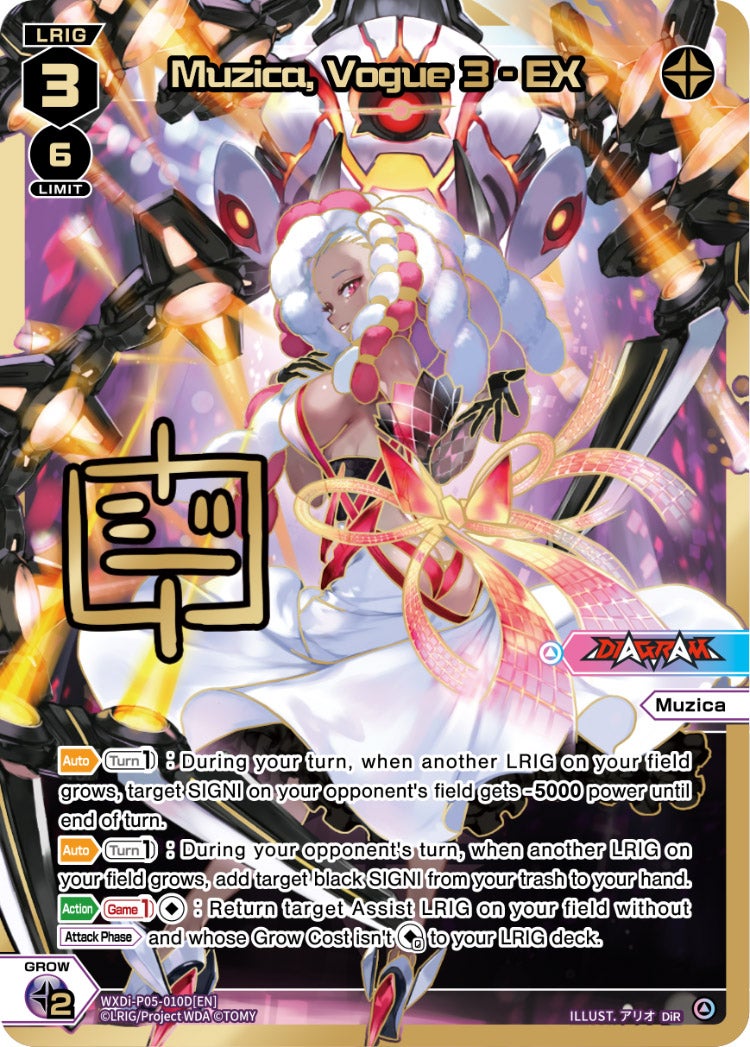 LRIG
3
Muzica, Vogue 3 - EX
6
LIMIT
DIAGRAM
Muzica
Auto Turn 1 : During your turn, when another LRIG on your field
grows, target SIGNI on your opponent's field gets -5000 power until
end of turn.
Auto Turn 1 : During your opponent's turn, when another LRIG on
your field grows, add target black SIGNI from your trash to your hand.
Action Game 1 : Return target Assist LRIG on your field without
Attack Phase and whose Grow Cost isn't 0 to your LRIG deck.
GROW
2
WXDi-P05-010D[EN]
©LRIG/Project WDA ©TOMY
ILLUST. アリオ DiR